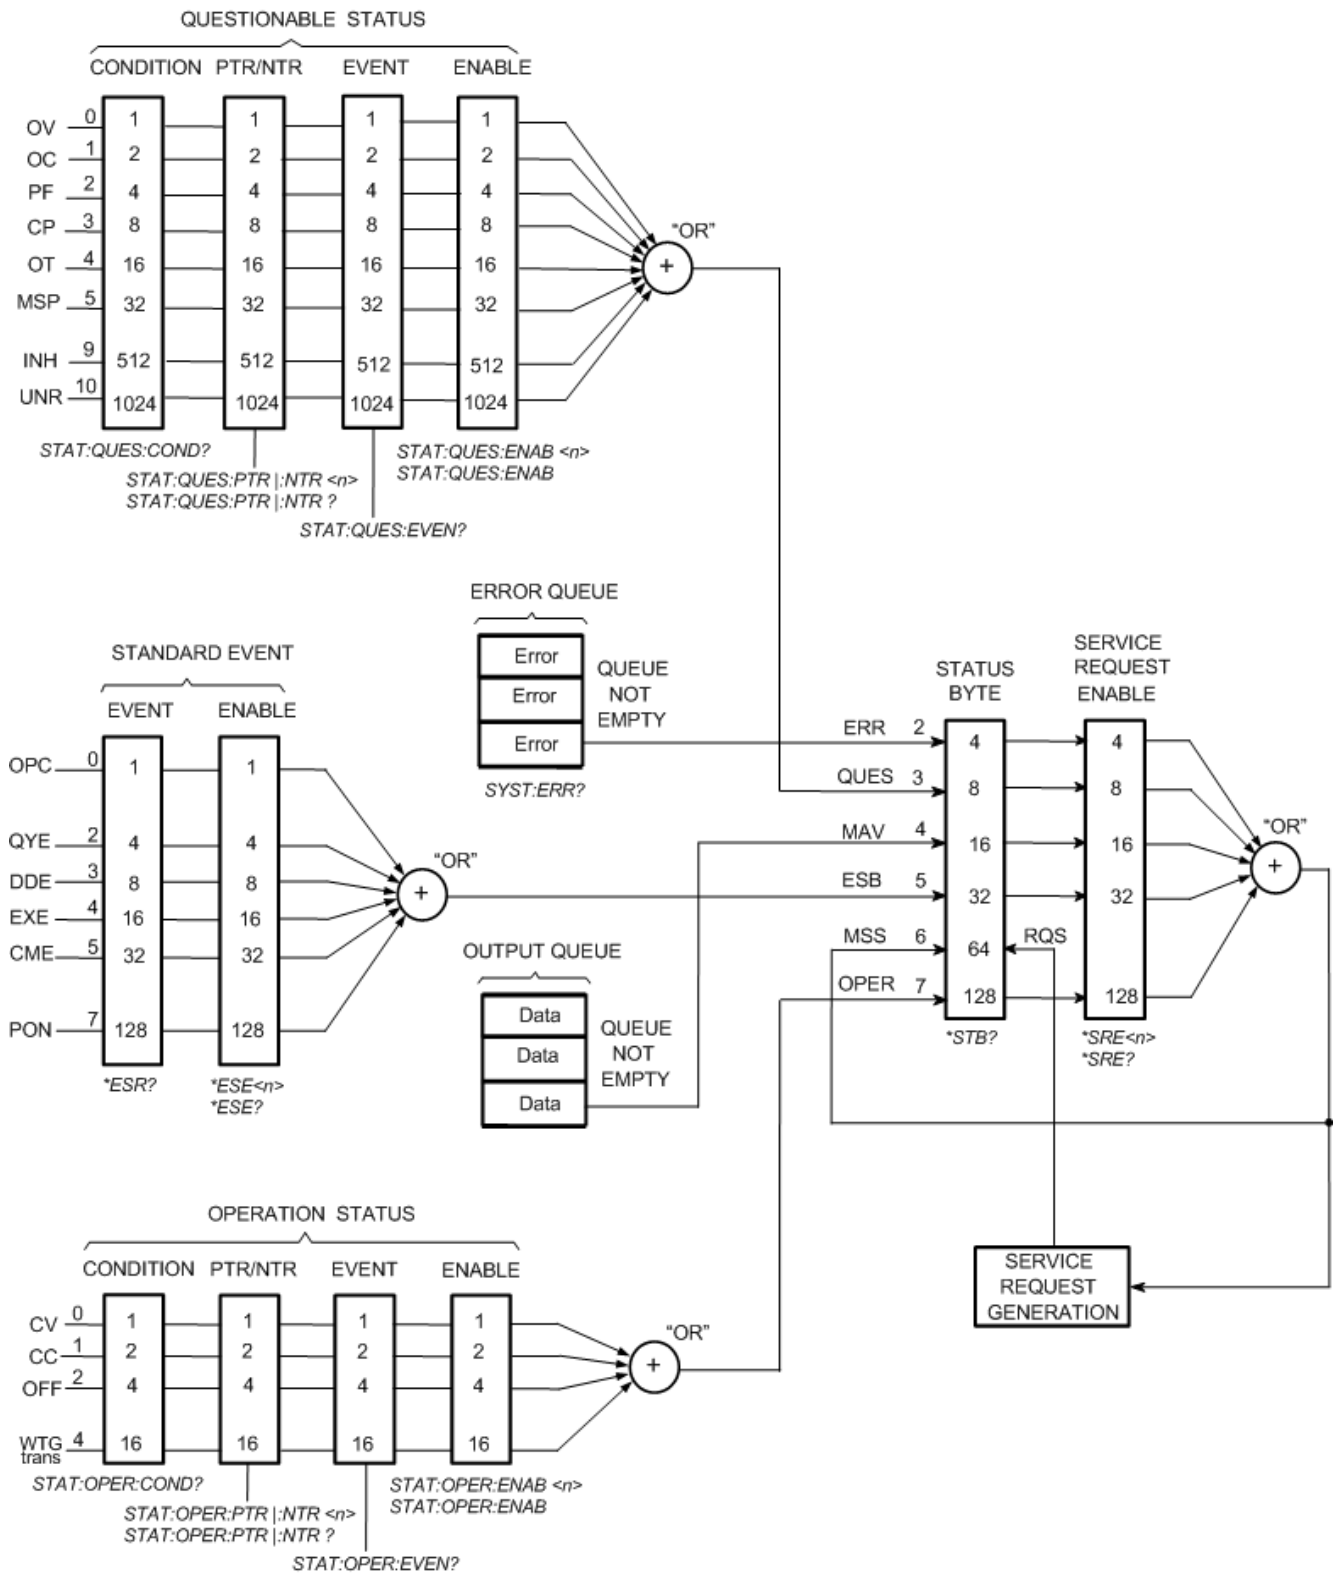 QUESTIONABLE STATUS
CONDITION PTR/NTR EVENT ENABLE
OV 0 1 1 1 1
OC 1 2 2 2 2
PF 2 4 4 4 4
CP 3 8 8 8 8
"OR"
OT 4 16 16 16 16 +
MSP 5 32 32 32 32
INH 9 512 512 512 512
UNR 10 1024 1024 1024 1024
STAT:QUES:COND?
STAT:QUES:PTR |:NTR <n>
STAT:QUES:PTR |:NTR ?
STAT:QUES:EVEN?
STAT:QUES:ENAB <n>
STAT:QUES:ENAB
ERROR QUEUE
Error
Error
Error
QUEUE
NOT
EMPTY
SYST:ERR?
STANDARD EVENT
EVENT ENABLE
OPC 0 1 1
QYE 2 4 4
DDE 3 8 8
EXE 4 16 16
CME 5 32 32
PON 7 128 128
"OR"
+
*ESR?
*ESE<n>
*ESE?
OUTPUT QUEUE
Data
Data
Data
QUEUE
NOT
EMPTY
STATUS
BYTE
SERVICE
REQUEST
ENABLE
ERR 2 4 4
QUES 3 8 8
MAV 4 16 16
ESB 5 32 32
MSS 6 64 RQS
OPER 7 128 128
"OR"
+
*STB?
*SRE<n>
*SRE?
SERVICE
REQUEST
GENERATION
OPERATION STATUS
CONDITION PTR/NTR EVENT ENABLE
CV 0 1 1 1 1
CC 1 2 2 2 2
OFF 2 4 4 4 4
WTG 4 16 16 16 16
trans
"OR"
+
STAT:OPER:COND?
STAT:OPER:PTR |:NTR <n>
STAT:OPER:PTR |:NTR ?
STAT:OPER:EVEN?
STAT:OPER:ENAB <n>
STAT:OPER:ENAB